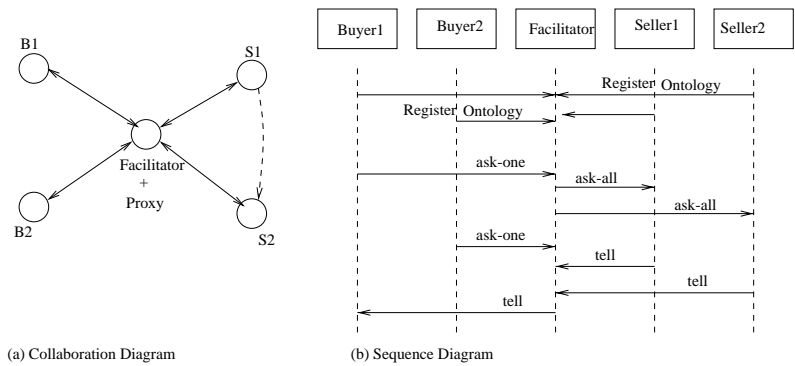 B1
S1
Facilitator
+
Proxy
B2
S2
(a) Collaboration Diagram
Buyer1
Buyer2
Facilitator
Seller1
Seller2
Register Ontology
Register Ontology
ask-one
ask-all
ask-all
ask-one
tell
tell
tell
(b) Sequence Diagram